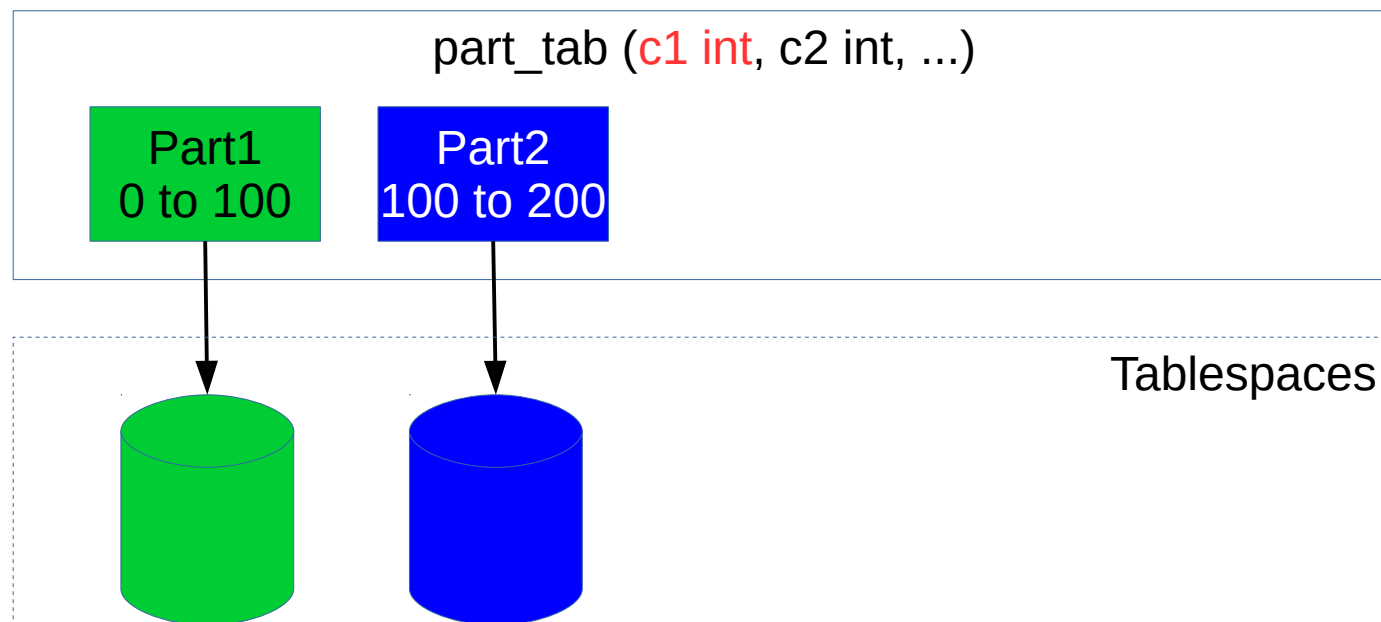 part_tab (c1 int, c2 int, ...)
Part1
0 to 100
Part2
100 to 200
Tablespaces